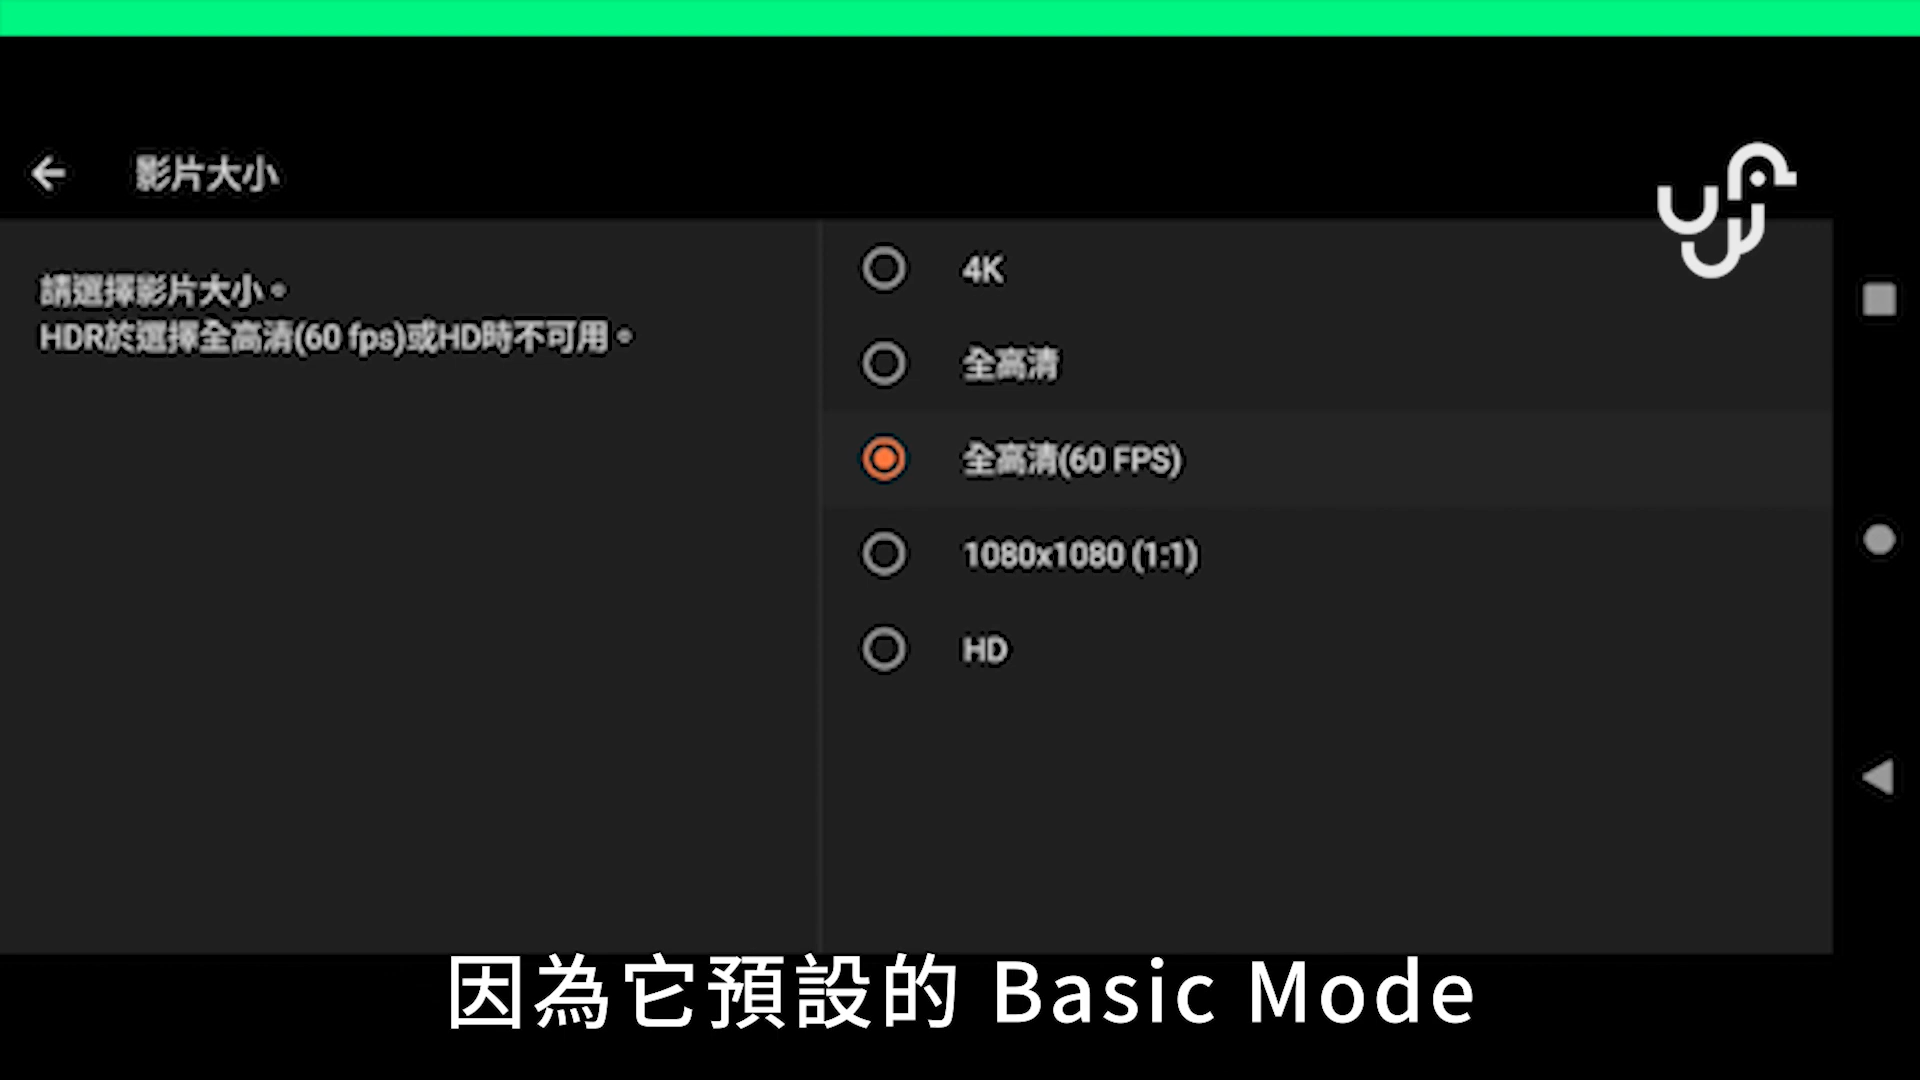 影片大小
請選擇影片大小。
HDR於選擇全高清(60 fps)或HD時不可用。
4K
全高清
全高清(60 FPS)
1080x1080 (1:1)
HD
因為它預設的 Basic Mode